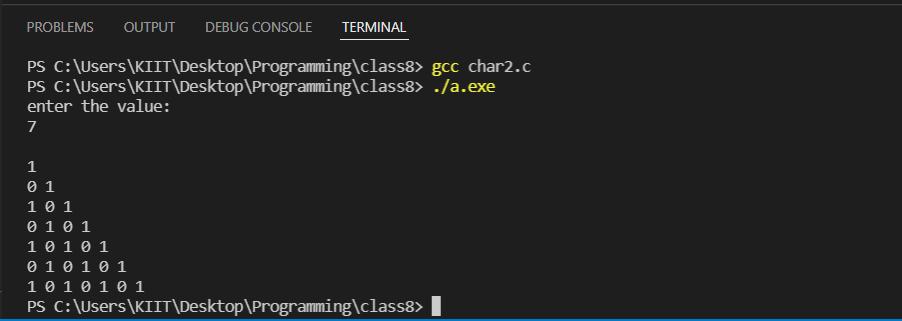 PROBLEMS OUTPUT DEBUG CONSOLE TERMINAL
PS C:\Users\KIIT\Desktop\Programming\class8> gcc char2.c
PS C:\Users\KIIT\Desktop\Programming\class8> ./a.exe
enter the value:
7
1
0 1
1 0 1
0 1 0 1
1 0 1 0 1
0 1 0 1 0 1
1 0 1 0 1 0 1
PS C:\Users\KIIT\Desktop\Programming\class8>